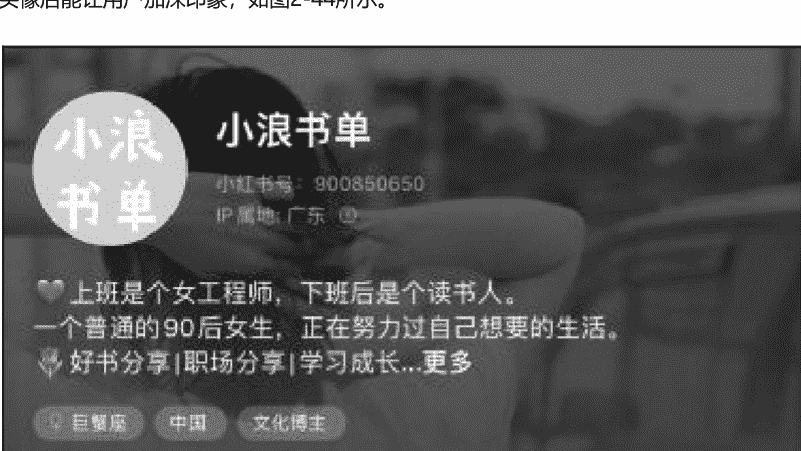 头像后能让用户加深印象，如图2-44所示。
小浪
书单
小浪书单
小红书号：900850650
IP属地：广东
上班是个女工程师，下班后是个读书人。
一个普通的90后女生，正在努力过自己想要的生活。
好书分享|职场分享|学习成长...更多
巨蟹座 中国 文化博主